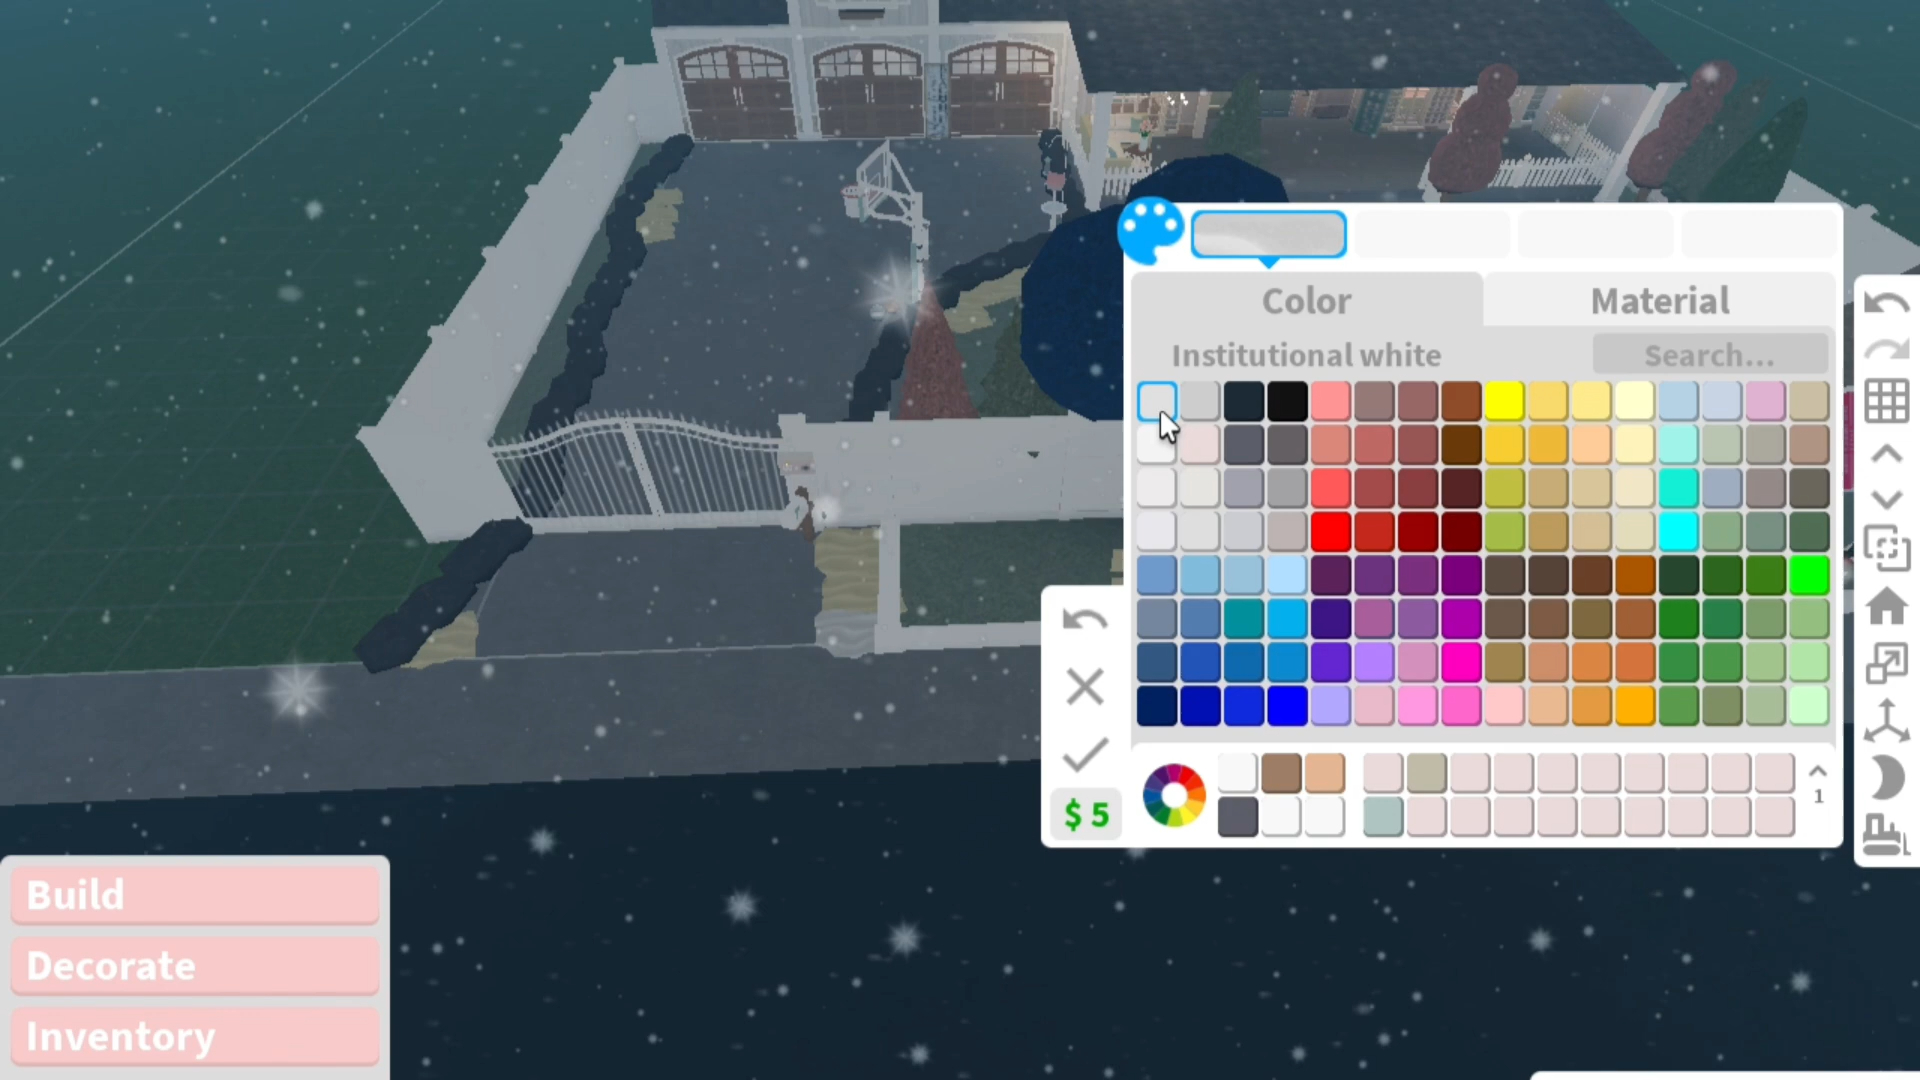 Color
Material
Institutional white
Search...
$ 5
1
Build
Decorate
Inventory